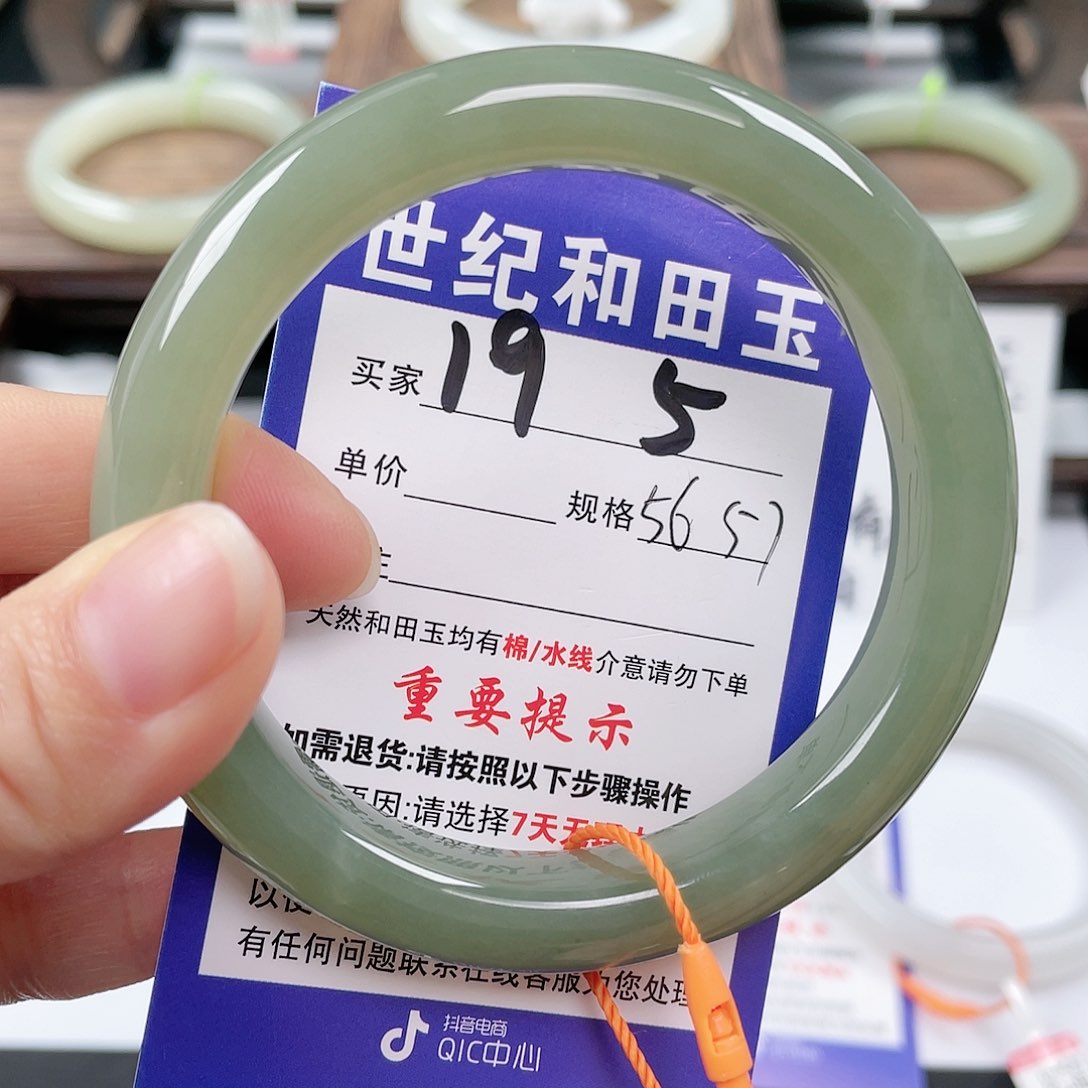 世纪和田玉
买家 19 5
单价 规格 56 57
天然和田玉均有棉/水线介意请勿下单
重要提示
如需退货:请按照以下步骤操作
原因:请选择7天无
以便
有任何问题联系在线客服为您处理
抖音电商
QIC中心